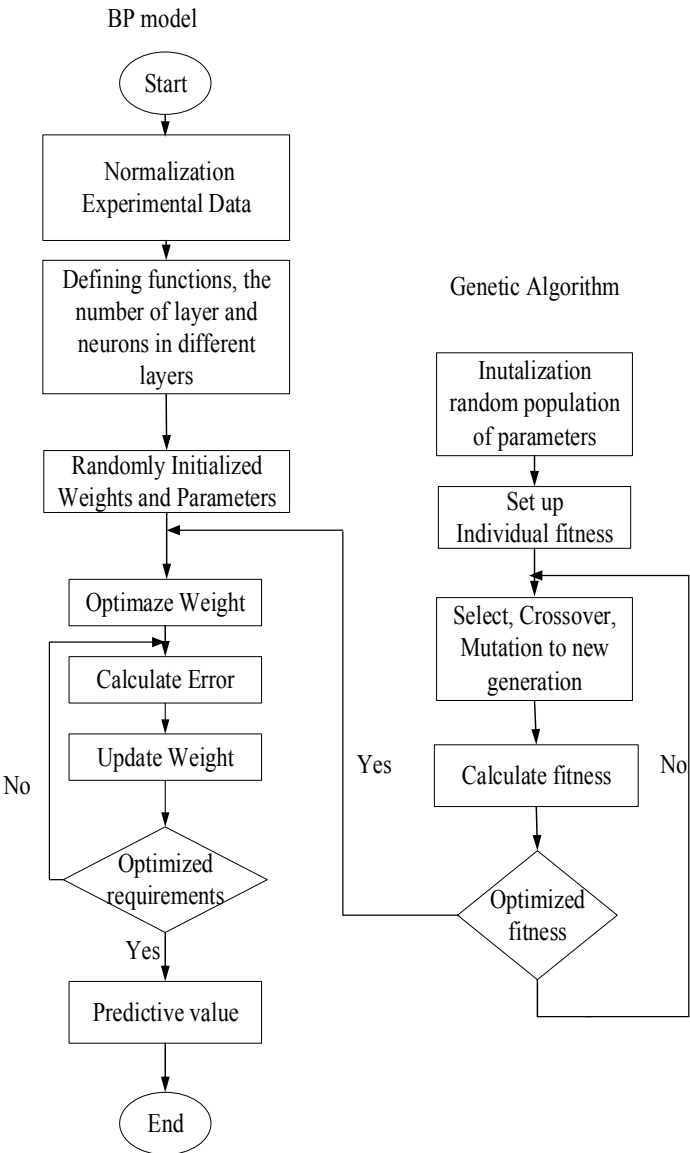 BP model
Start
Normalization
Experimental Data
Defining functions, the
number of layer and
neurons in different
layers
Randomly Initialized
Weights and Parameters
Optimaze Weight
Calculate Error
Update Weight
No
Optimized
requirements
Yes
Predictive value
End
Genetic Algorithm
Inutalization
random population
of parameters
Set up
Individual fitness
Select, Crossover,
Mutation to new
generation
Yes
Calculate fitness
No
Optimized
fitness